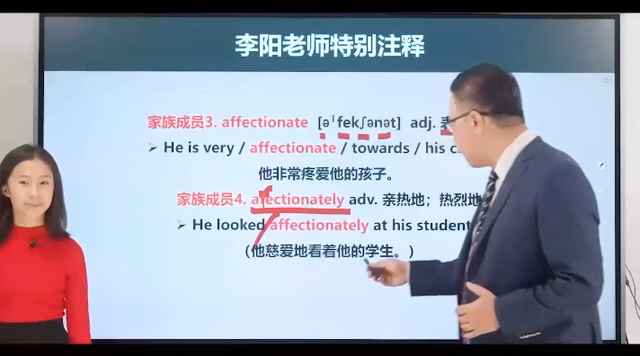 李阳老师特别注释
家族成员3. affectionate [əˈfekʃənət] adj. 表
➢ He is very / affectionate / towards / his c
他非常疼爱他的孩子。
家族成员4. affectionately adv. 亲热地；热烈地
➢ He looked affectionately at his student
（他慈爱地看着他的学生。）